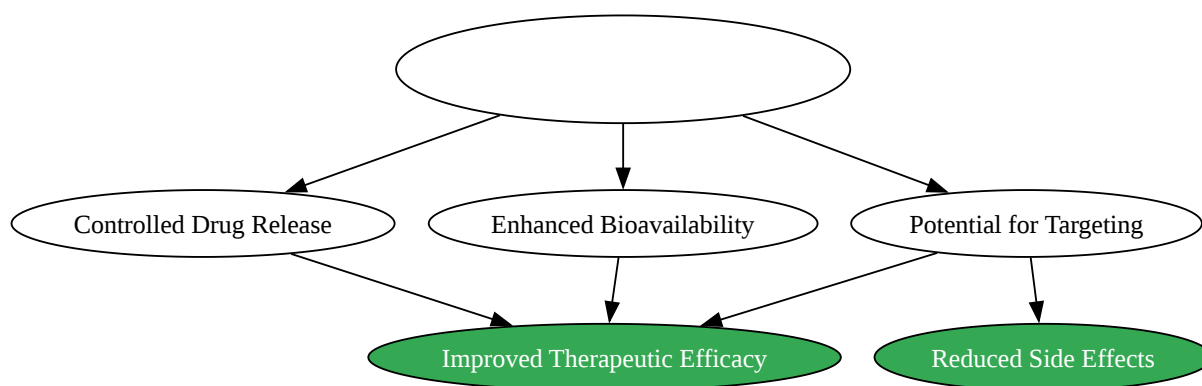 Controlled Drug Release
Enhanced Bioavailability
Potential for Targeting
Improved Therapeutic Efficacy
Reduced Side Effects